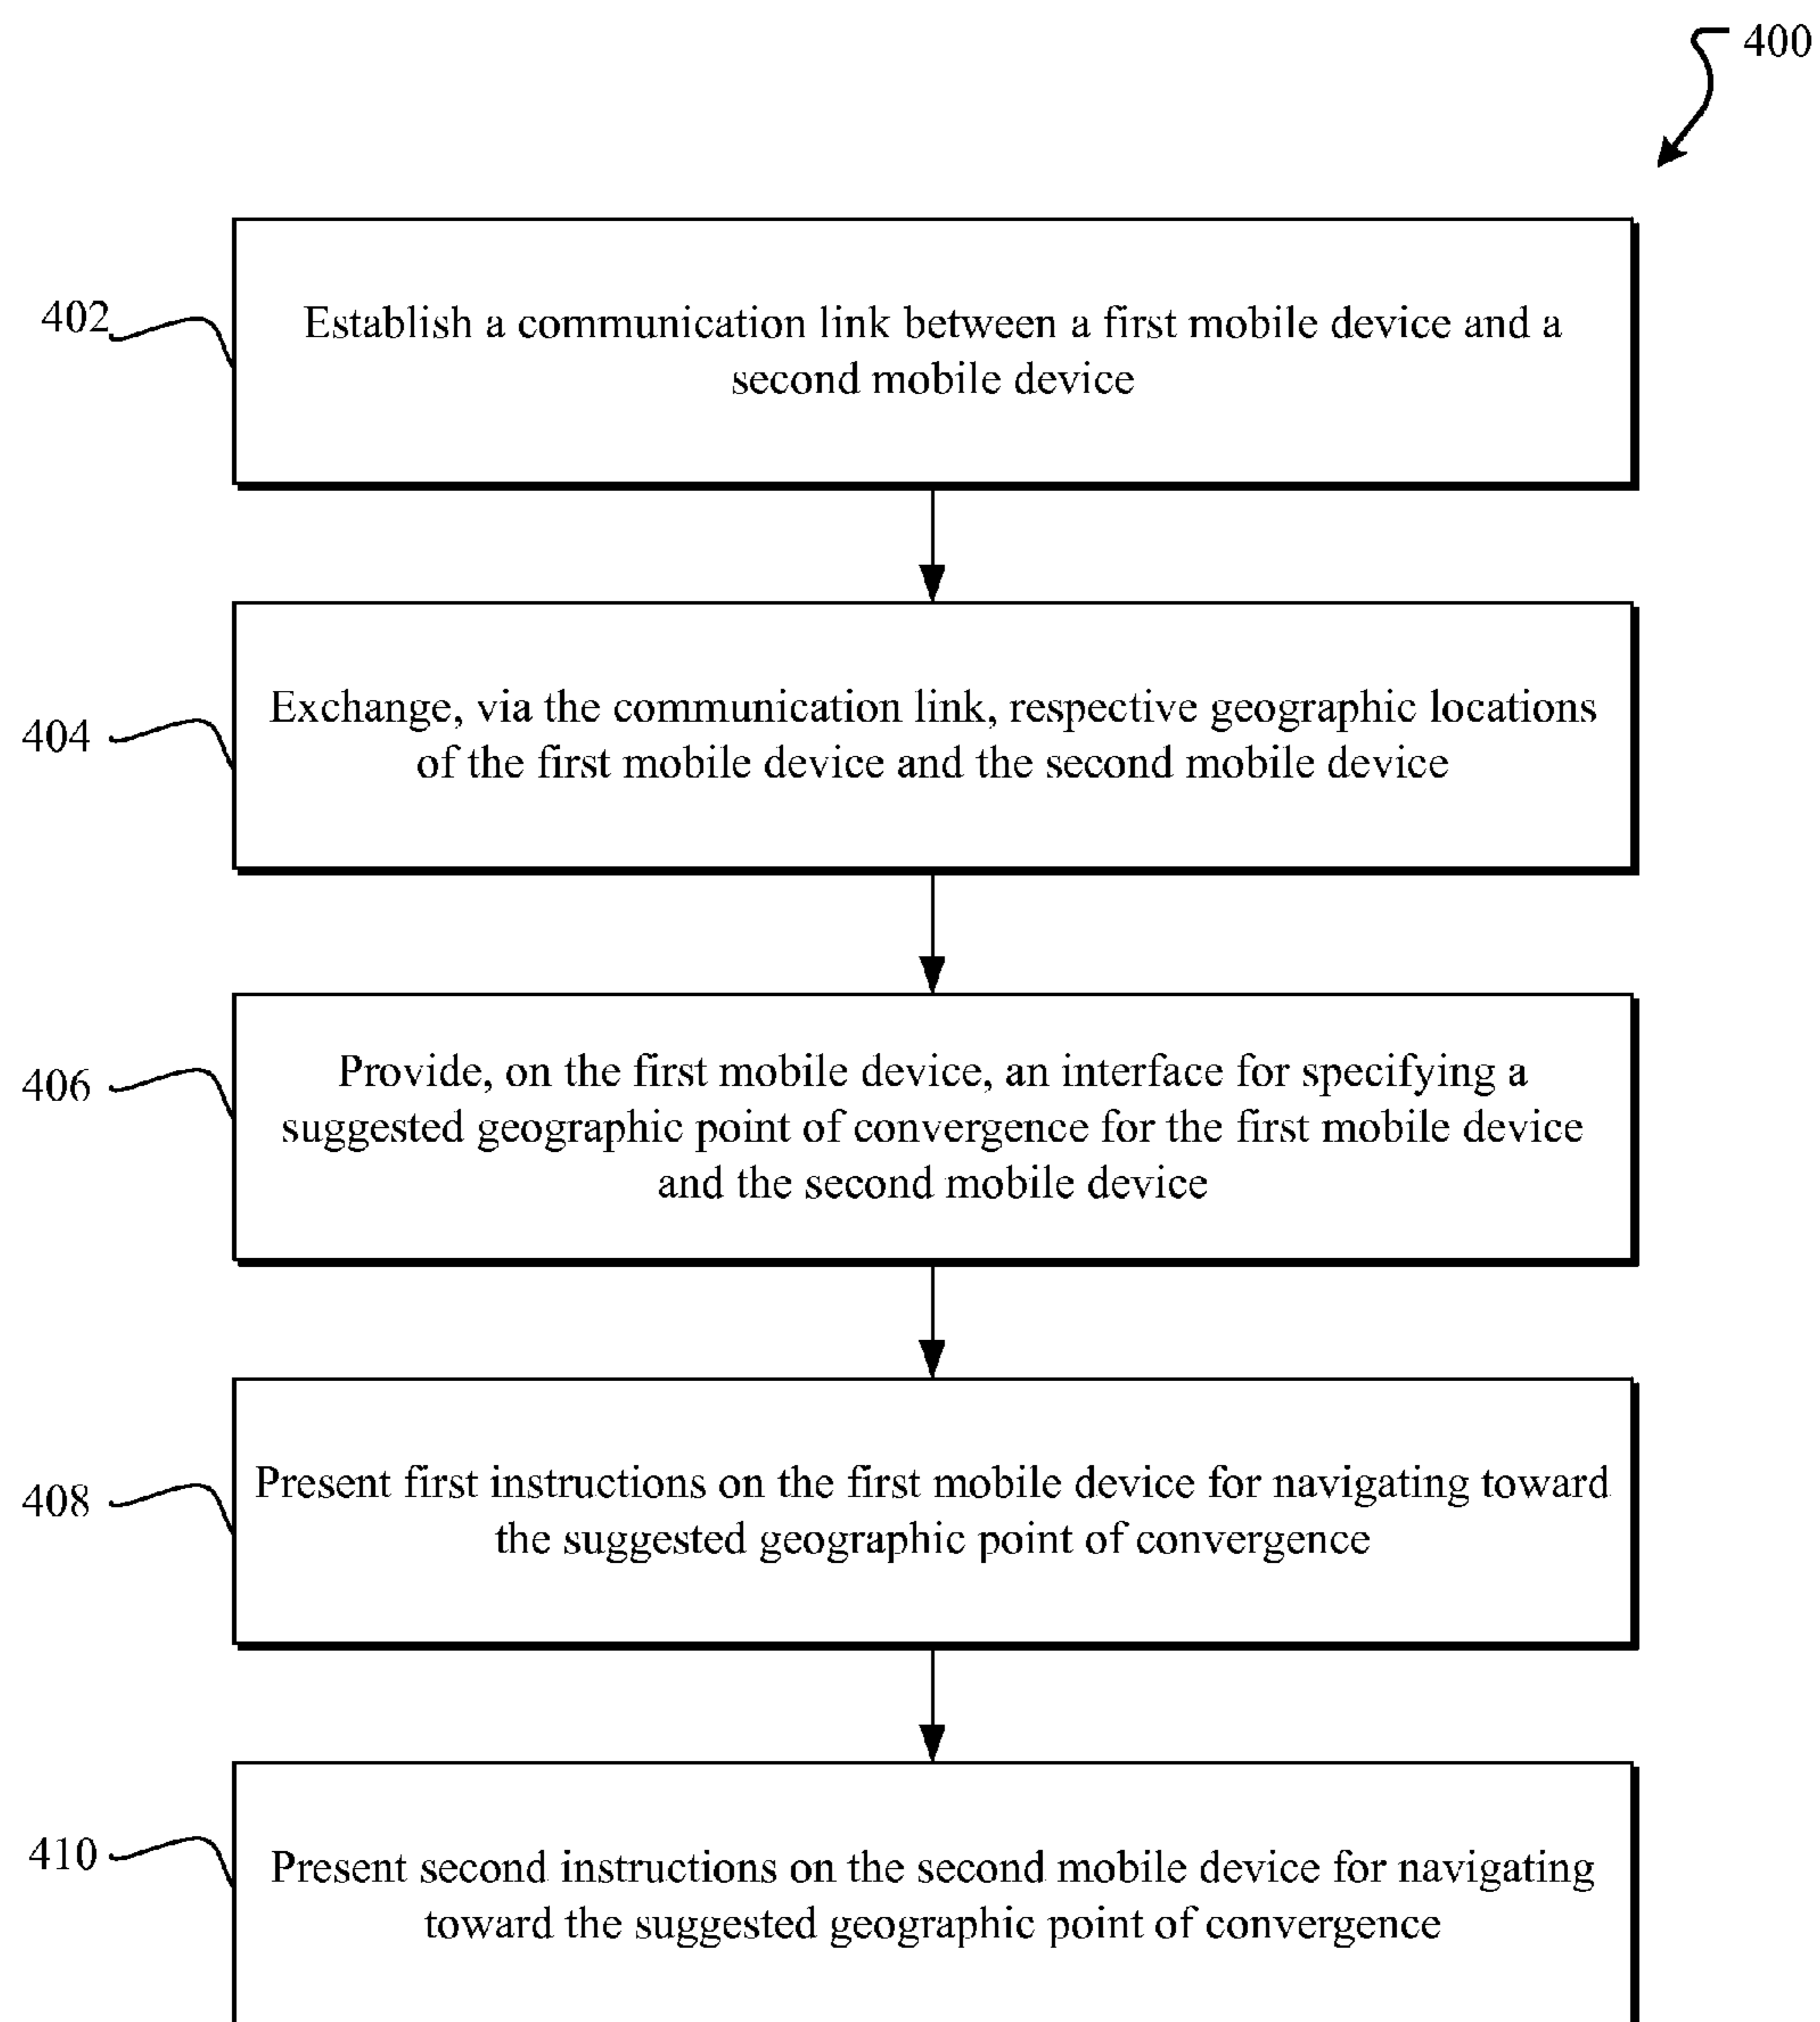 400
402
Establish a communication link between a first mobile device and a
second mobile device
404
Exchange, via the communication link, respective geographic locations
of the first mobile device and the second mobile device
406
Provide, on the first mobile device, an interface for specifying a
suggested geographic point of convergence for the first mobile device
and the second mobile device
408
Present first instructions on the first mobile device for navigating toward
the suggested geographic point of convergence
410
Present second instructions on the second mobile device for navigating
toward the suggested geographic point of convergence